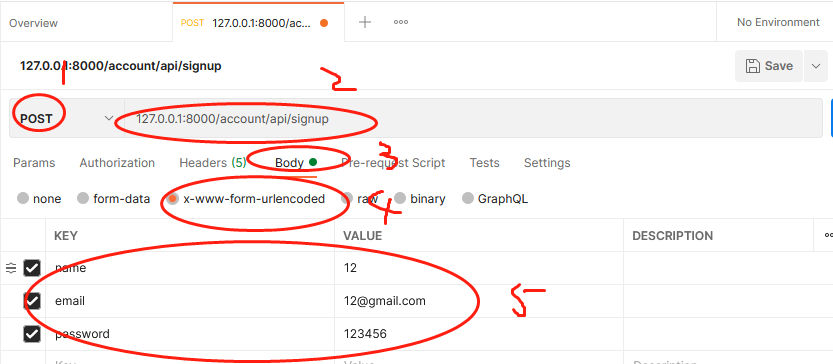 Overview POST 127.0.0.1:8000/ac... No Environment
127.0.0.1:8000/account/api/signup Save
1 2
POST 127.0.0.1:8000/account/api/signup
Params Authorization Headers (5) Body Pre-request Script Tests Settings
3
none form-data x-www-form-urlencoded raw binary GraphQL
4
KEY VALUE DESCRIPTION
name 12
email 12@gmail.com
5
password 123456
Key Value Description